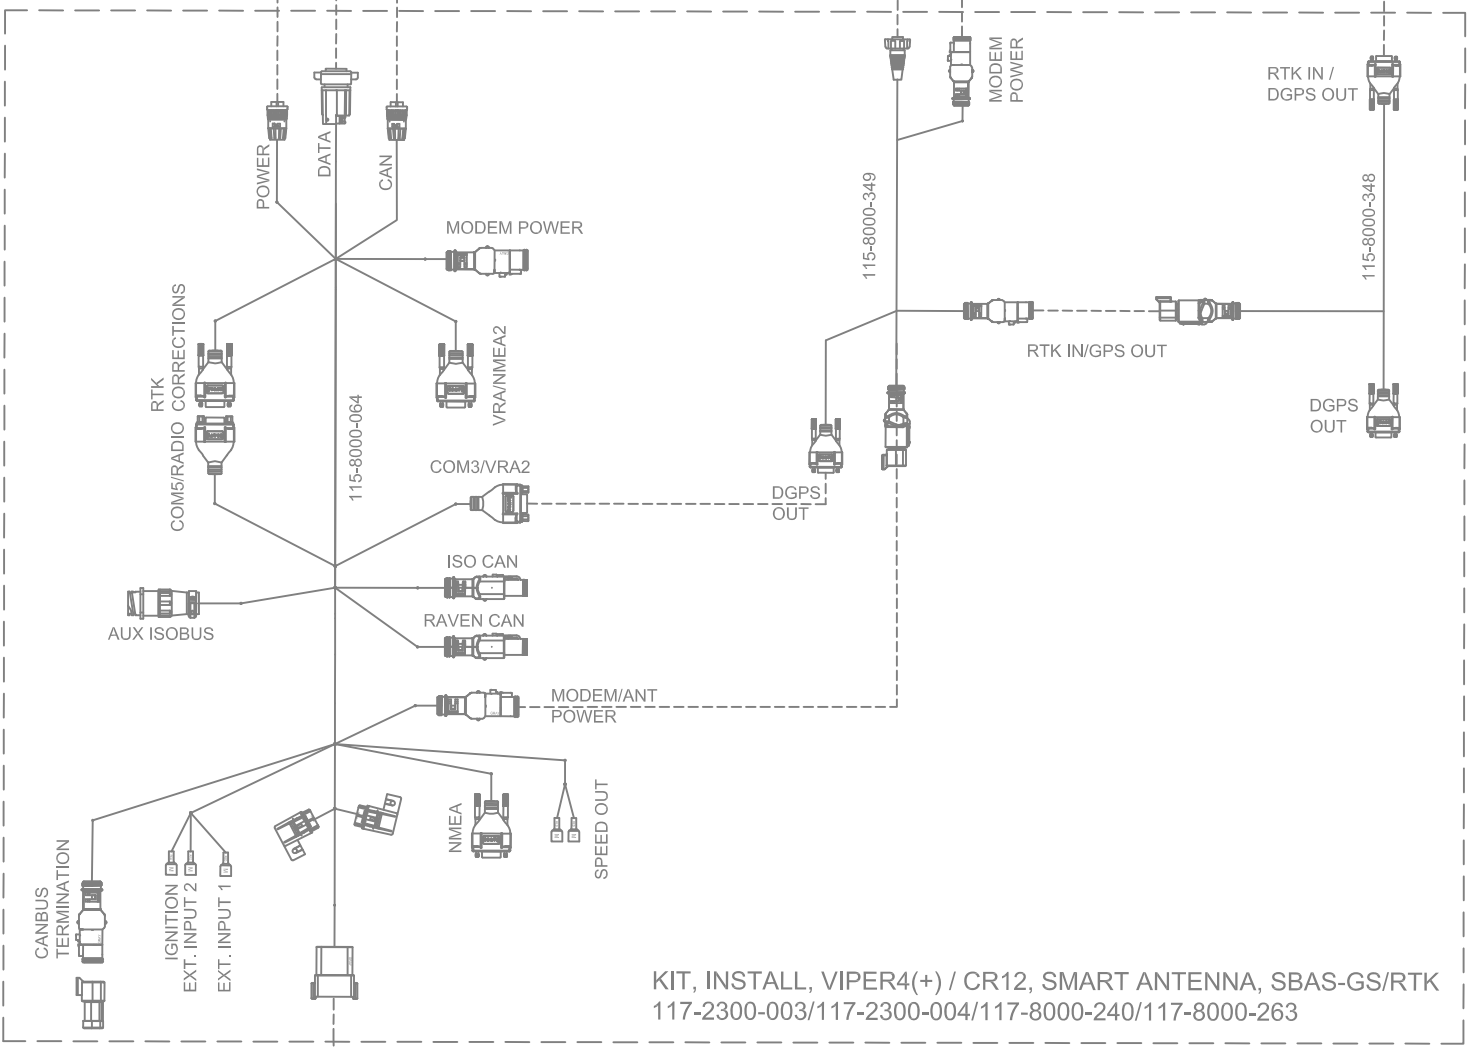 POWER
DATA
CAN
MODEM
POWER
RTK IN /
DGPS OUT
MODEM POWER
115-8000-349
115-8000-348
RTK
CORRECTIONS
COM5/RADIO
115-8000-064
VRA/NMEA2
RTK IN/GPS OUT
DGPS
OUT
COM3/VRA2
DGPS
OUT
ISO CAN
AUX ISOBUS
RAVEN CAN
MODEM/ANT
POWER
CANBUS
TERMINATION
IGNITION
EXT. INPUT 2
EXT. INPUT 1
NMEA
SPEED OUT
KIT, INSTALL, VIPER4(+) / CR12, SMART ANTENNA, SBAS-GS/RTK
117-2300-003/117-2300-004/117-8000-240/117-8000-263